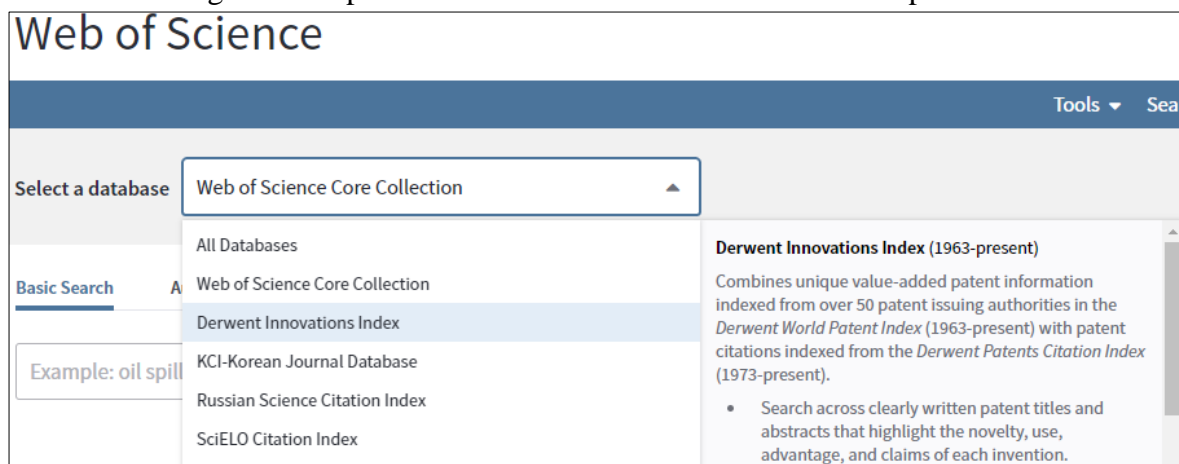 Web of Science
Tools Sea
Select a database Web of Science Core Collection
All Databases
Web of Science Core Collection
Derwent Innovations Index
KCI-Korean Journal Database
Russian Science Citation Index
SciELO Citation Index
Basic Search A
Example: oil spill
Derwent Innovations Index (1963-present)
Combines unique value-added patent information
indexed from over 50 patent issuing authorities in the
Derwent World Patent Index (1963-present) with patent
citations indexed from the Derwent Patents Citation Index
(1973-present).
• Search across clearly written patent titles and
abstracts that highlight the novelty, use,
advantage, and claims of each invention.